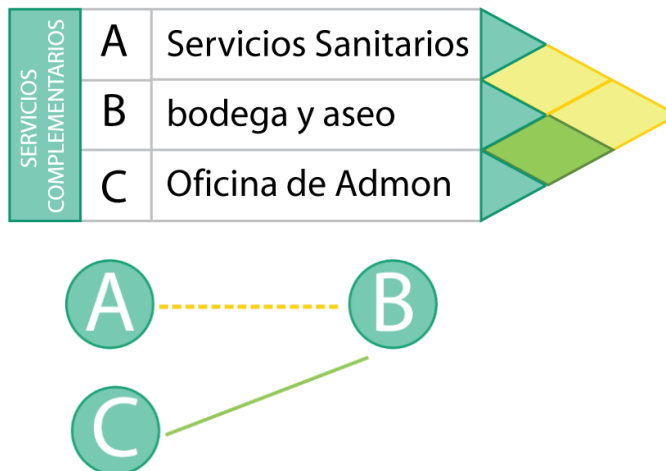 SERVICIOS
COMPLEMENTARIOS
A Servicios Sanitarios
B bodega y aseo
C Oficina de Admon
A B
C